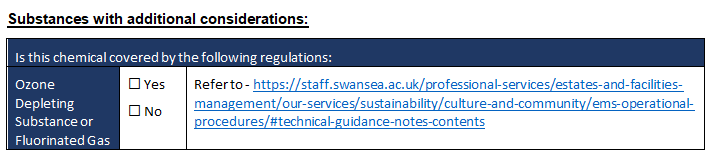 Substances with additional considerations:
Is this chemical covered by the following regulations:
Ozone
Depleting
Substance or
Fluorinated Gas
☐ Yes
☐ No
Refer to - https://staff.swansea.ac.uk/professional-services/estates-and-facilities-
management/our-services/sustainability/culture-and-community/ems-operational-
procedures/#technical-guidance-notes-contents